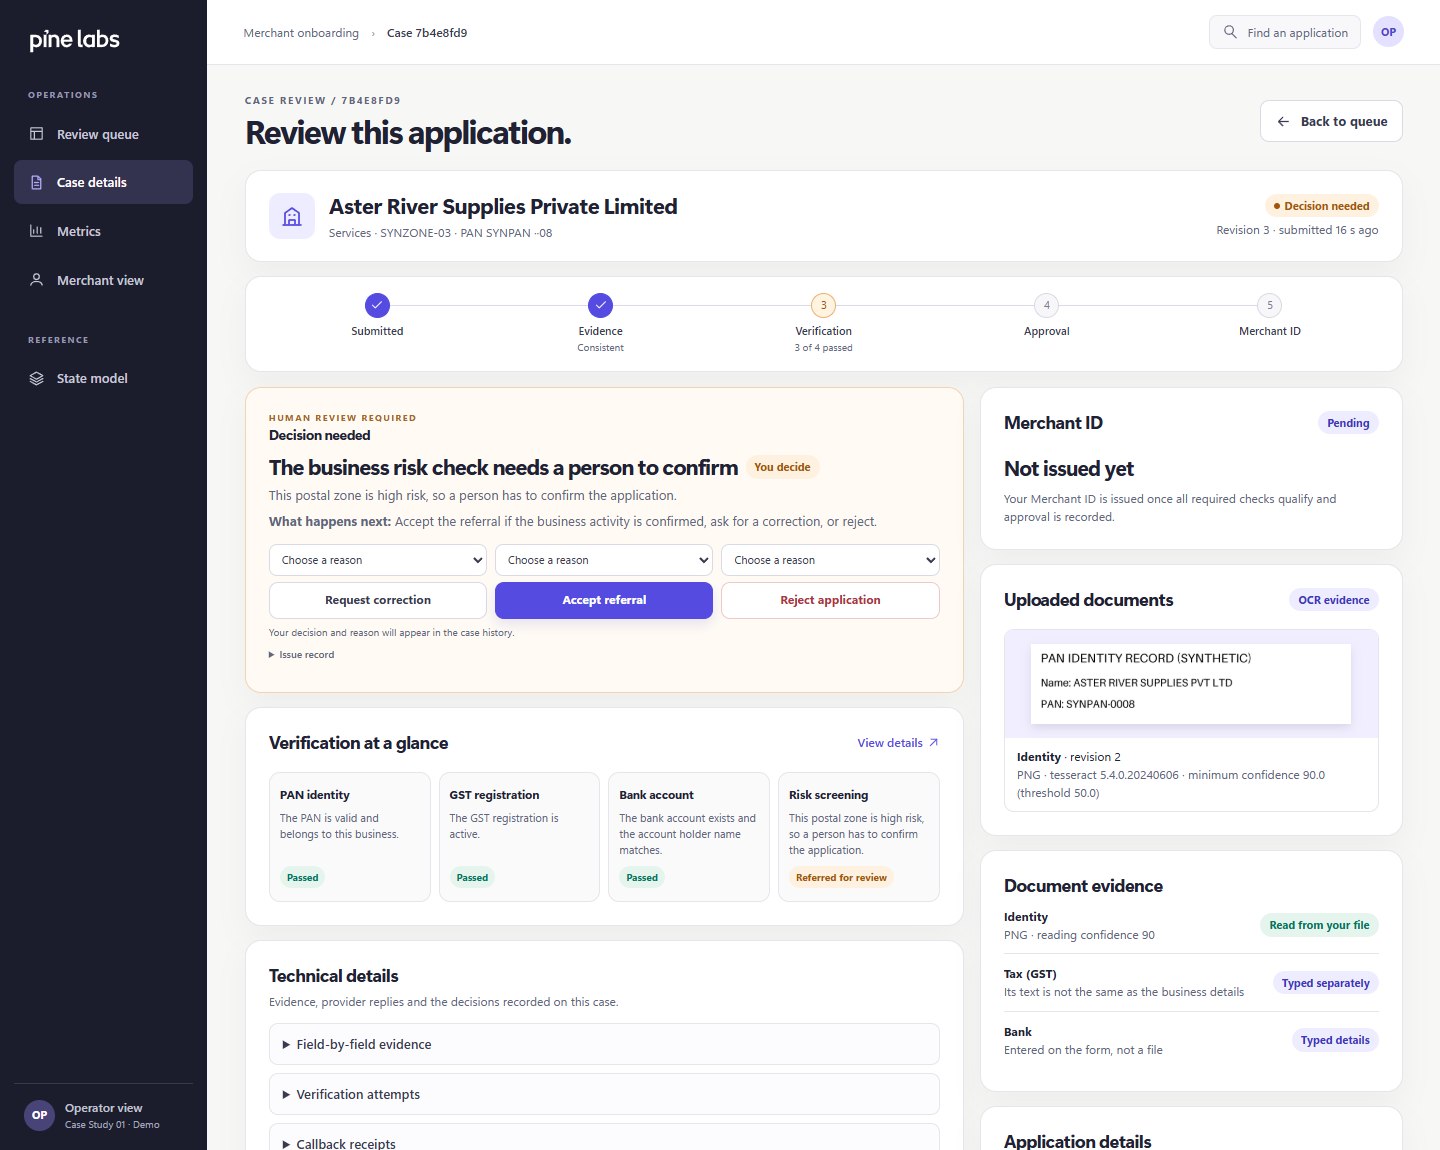 pine labs
OPERATIONS
Review queue
Case details
Metrics
Merchant view
REFERENCE
State model
OP
Operator view
Case Study 01 · Demo
Merchant onboarding › Case 7b4e8fd9
Find an application
OP
CASE REVIEW / 7B4E8FD9
Review this application.
← Back to queue
Aster River Supplies Private Limited
Services · SYNZONE-03 · PAN SYNPAN ··08
Decision needed
Revision 3 · submitted 16 s ago
Submitted
Evidence
Consistent
3
Verification
3 of 4 passed
4
Approval
5
Merchant ID
HUMAN REVIEW REQUIRED
Decision needed
The business risk check needs a person to confirm You decide
This postal zone is high risk, so a person has to confirm the application.
What happens next: Accept the referral if the business activity is confirmed, ask for a correction, or reject.
Choose a reason
Choose a reason
Choose a reason
Request correction
Accept referral
Reject application
Your decision and reason will appear in the case history.
Issue record
Verification at a glance
View details
PAN identity
The PAN is valid and
belongs to this business.
Passed
GST registration
The GST registration is
active.
Passed
Bank account
The bank account exists and
the account holder name
matches.
Passed
Risk screening
This postal zone is high risk,
so a person has to confirm
the application.
Referred for review
Technical details
Evidence, provider replies and the decisions recorded on this case.
Field-by-field evidence
Verification attempts
Callback receipts
Merchant ID
Pending
Not issued yet
Your Merchant ID is issued once all required checks qualify and
approval is recorded.
Uploaded documents
OCR evidence
PAN IDENTITY RECORD (SYNTHETIC)
Name: ASTER RIVER SUPPLIES PVT LTD
PAN: SYNPAN-0008
Identity · revision 2
PNG · tesseract 5.4.0.20240606 · minimum confidence 90.0
(threshold 50.0)
Document evidence
Identity
PNG · reading confidence 90
Read from your file
Tax (GST)
Its text is not the same as the business details
Typed separately
Bank
Entered on the form, not a file
Typed details
Application details